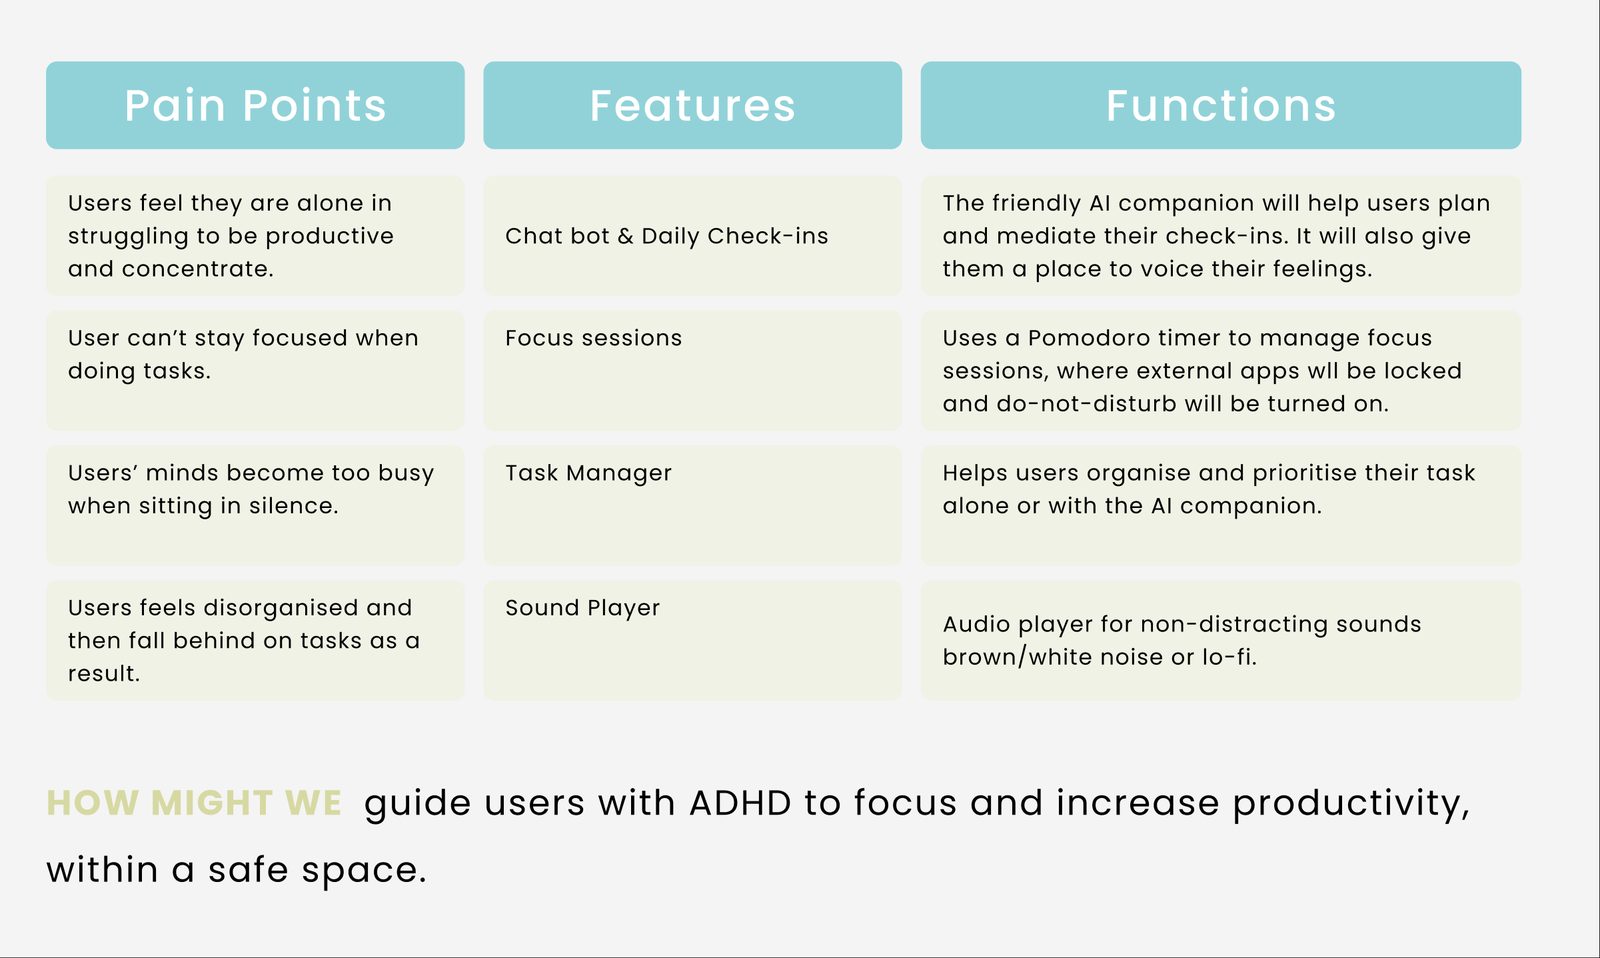 Pain Points
Features
Functions
Users feel they are alone in
struggling to be productive
and concentrate.
Chat bot & Daily Check-ins
The friendly AI companion will help users plan
and mediate their check-ins. It will also give
them a place to voice their feelings.
User can’t stay focused when
doing tasks.
Focus sessions
Uses a Pomodoro timer to manage focus
sessions, where external apps wll be locked
and do-not-disturb will be turned on.
Users’ minds become too busy
when sitting in silence.
Task Manager
Helps users organise and prioritise their task
alone or with the AI companion.
Users feels disorganised and
then fall behind on tasks as a
result.
Sound Player
Audio player for non-distracting sounds
brown/white noise or lo-fi.
HOW MIGHT WE guide users with ADHD to focus and increase productivity,
within a safe space.